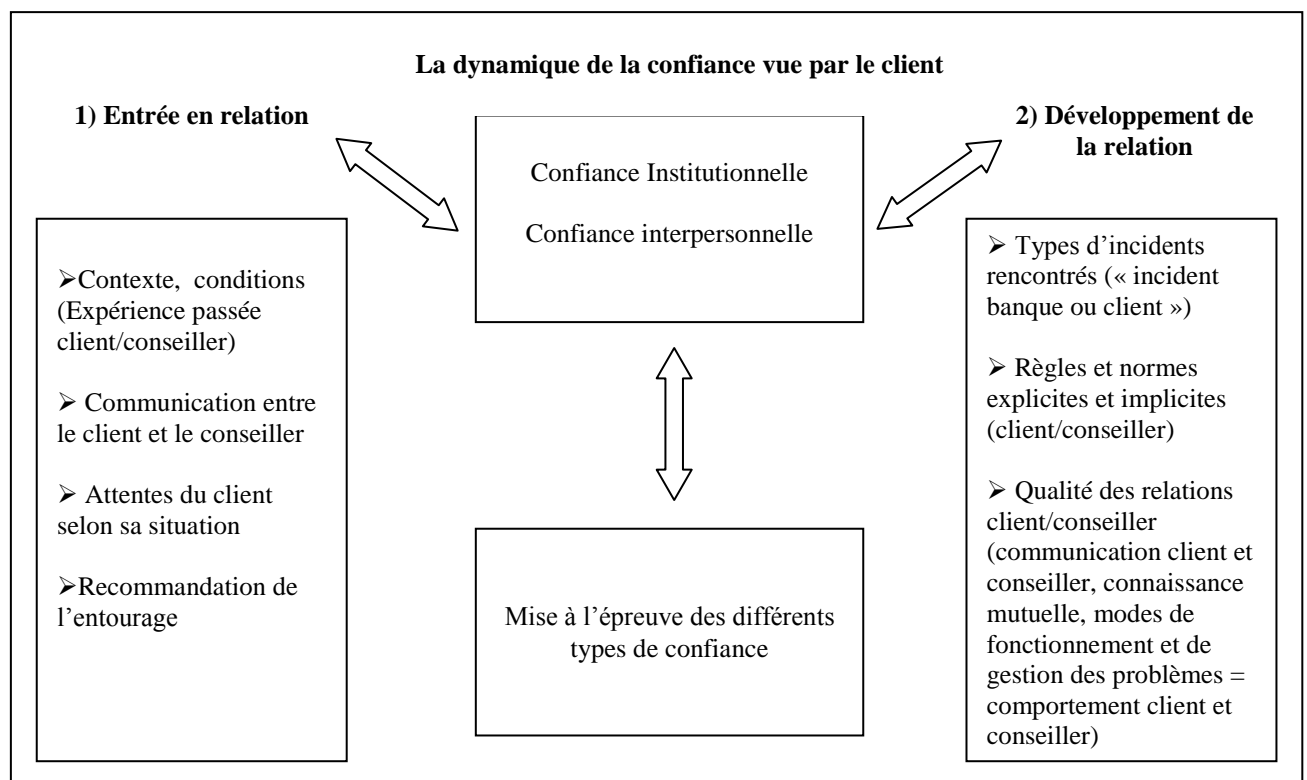 La dynamique de la confiance vue par le client
1) Entrée en relation
➢Contexte, conditions
(Expérience passée
client/conseiller)
➢ Communication entre
le client et le conseiller
➢ Attentes du client
selon sa situation
➢Recommandation de
l’entourage
Confiance Institutionnelle
Confiance interpersonnelle
Mise à l’épreuve des différents
types de confiance
2) Développement de
la relation
➢ Types d’incidents
rencontrés (« incident
banque ou client »)
➢ Règles et normes
explicites et implicites
(client/conseiller)
➢ Qualité des relations
client/conseiller
(communication client et
conseiller, connaissance
mutuelle, modes de
fonctionnement et de
gestion des problèmes =
comportement client et
conseiller)